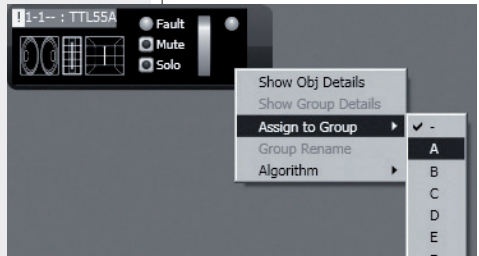 ! 1-1-- : TTL55A
Fault
Mute
Solo
Show Obj Details
Show Group Details
Assign to Group
Group Rename
Algorithm
-
A
B
C
D
E